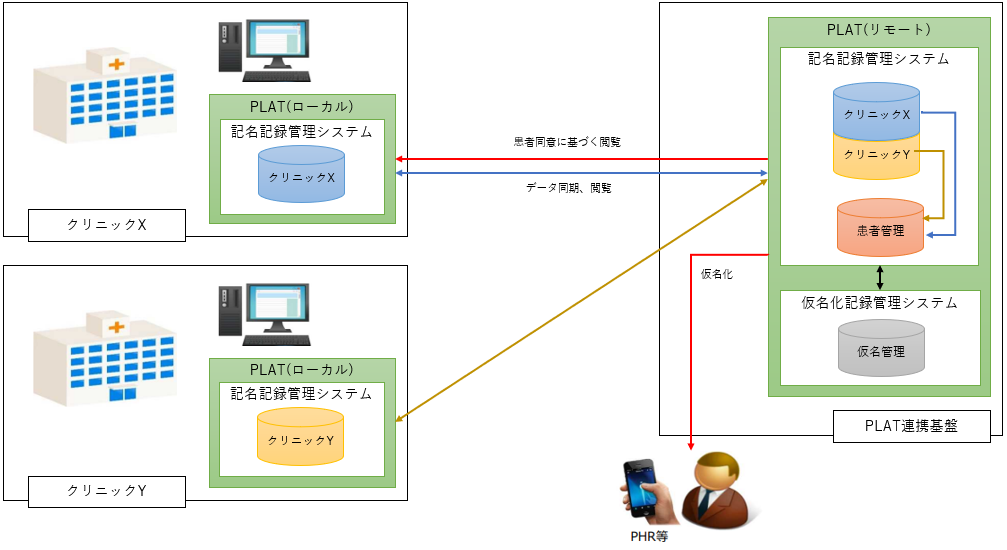 PLAT(ローカル)
記名記録管理システム
クリニックX
クリニックX
PLAT(ローカル)
記名記録管理システム
クリニックY
クリニックY
患者同意に基づく閲覧
データ同期、閲覧
仮名化
PHR等
PLAT(リモート)
記名記録管理システム
クリニックX
クリニックY
患者管理
仮名化記録管理システム
仮名管理
PLAT連携基盤